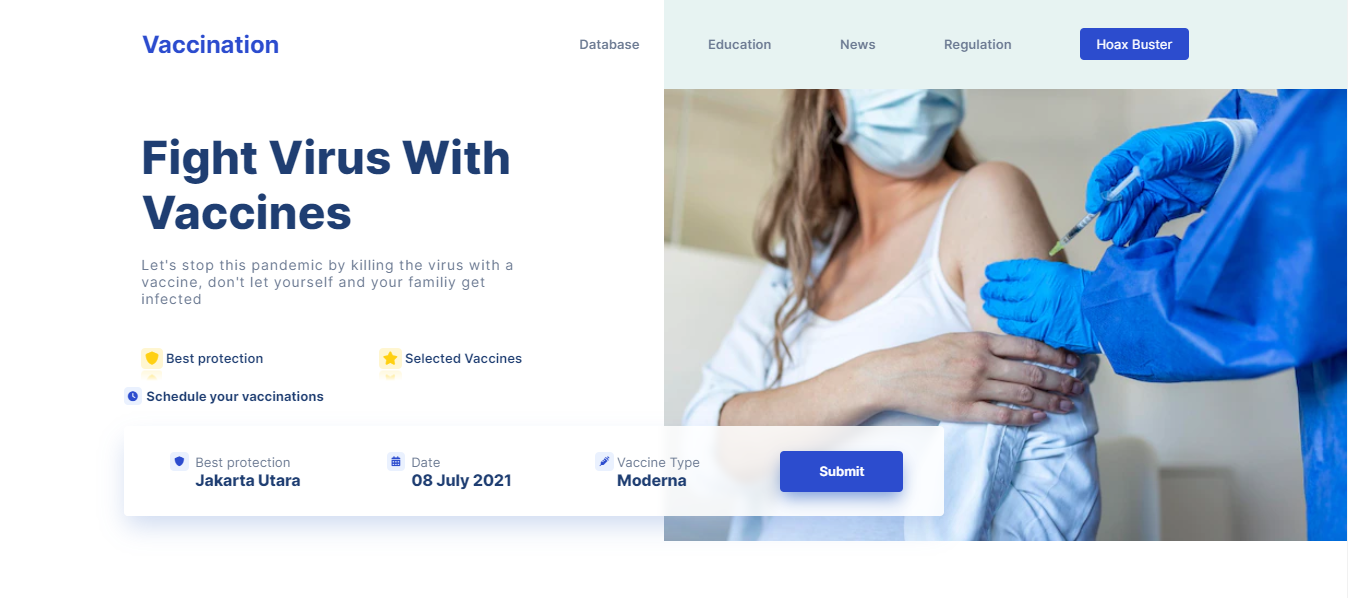 Vaccination
Database
Education
News
Regulation
Hoax Buster
Fight Virus With
Vaccines
Let's stop this pandemic by killing the virus with a
vaccine, don't let yourself and your familiy get
infected
Best protection
Selected Vaccines
Schedule your vaccinations
Best protection
Date
Vaccine Type
Jakarta Utara
08 July 2021
Moderna
Submit